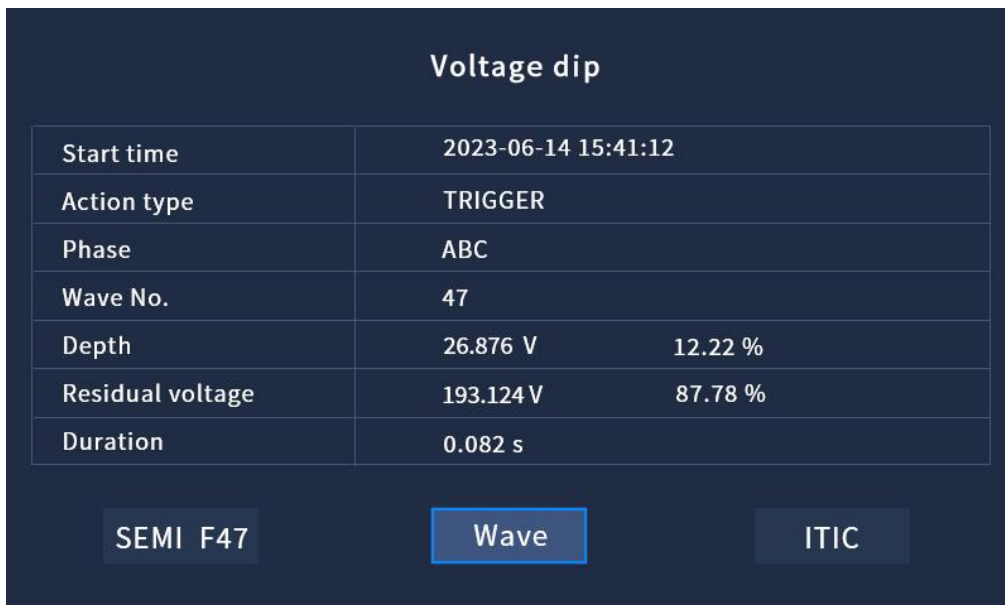 Voltage dip
Start time 2023-06-14 15:41:12
Action type TRIGGER
Phase ABC
Wave No. 47
Depth 26.876 V 12.22 %
Residual voltage 193.124 V 87.78 %
Duration 0.082 s
SEMI F47 Wave ITIC